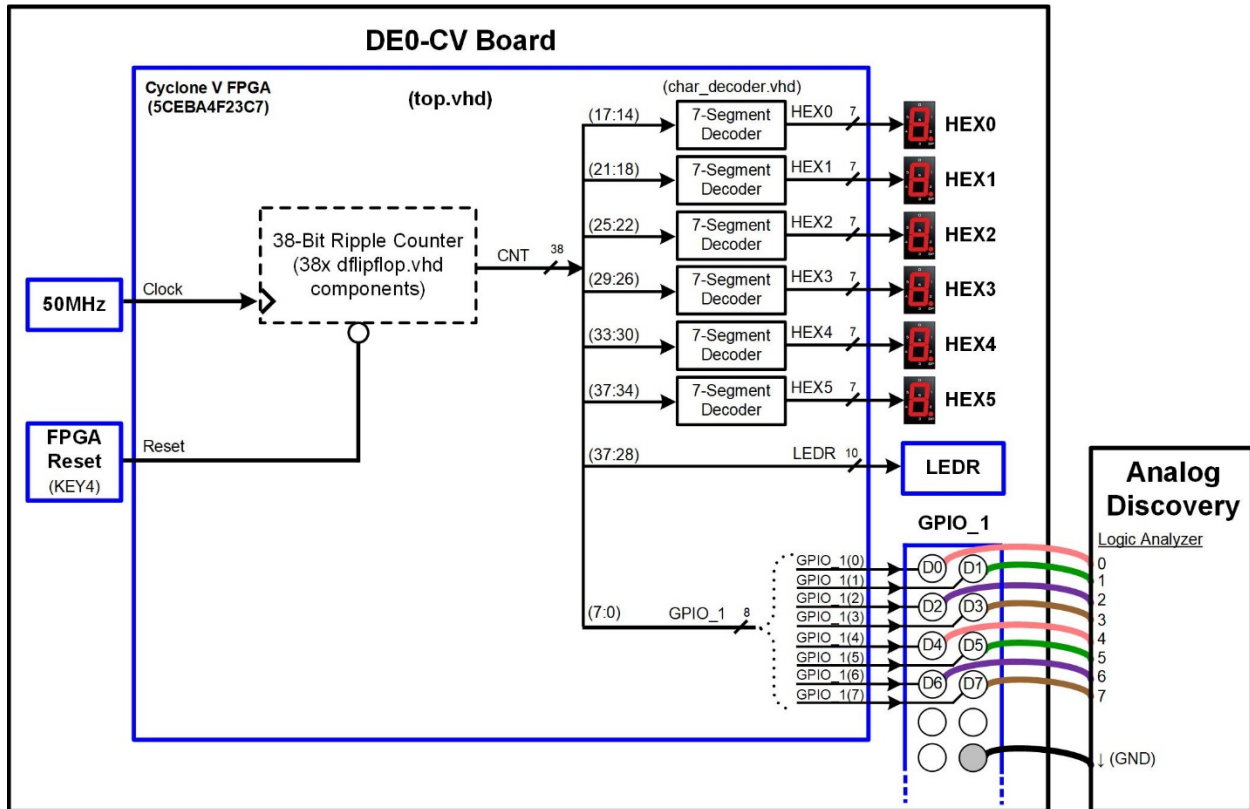 DE0-CV Board
Cyclone V FPGA
(5CEBA4F23C7)
(top.vhd)
(char_decoder.vhd)
(17:14)
7-Segment
Decoder
HEX0
7
HEX0
(21:18)
7-Segment
Decoder
HEX1
7
HEX1
(25:22)
7-Segment
Decoder
HEX2
7
HEX2
(29:26)
7-Segment
Decoder
HEX3
7
HEX3
(33:30)
7-Segment
Decoder
HEX4
7
HEX4
(37:34)
7-Segment
Decoder
HEX5
7
HEX5
38-Bit Ripple Counter
(38x dflipflop.vhd
components)
CNT
38
50MHz
Clock
FPGA
Reset
(KEY4)
Reset
(37:28)
LEDR
10
LEDR
(7:0)
GPIO_1
8
GPIO_1(0)
GPIO_1(1)
GPIO_1(2)
GPIO_1(3)
GPIO_1(4)
GPIO_1(5)
GPIO_1(6)
GPIO_1(7)
GPIO_1
D0
D1
D2
D3
D4
D5
D6
D7
Analog
Discovery
Logic Analyzer
0
1
2
3
4
5
6
7
↓ (GND)